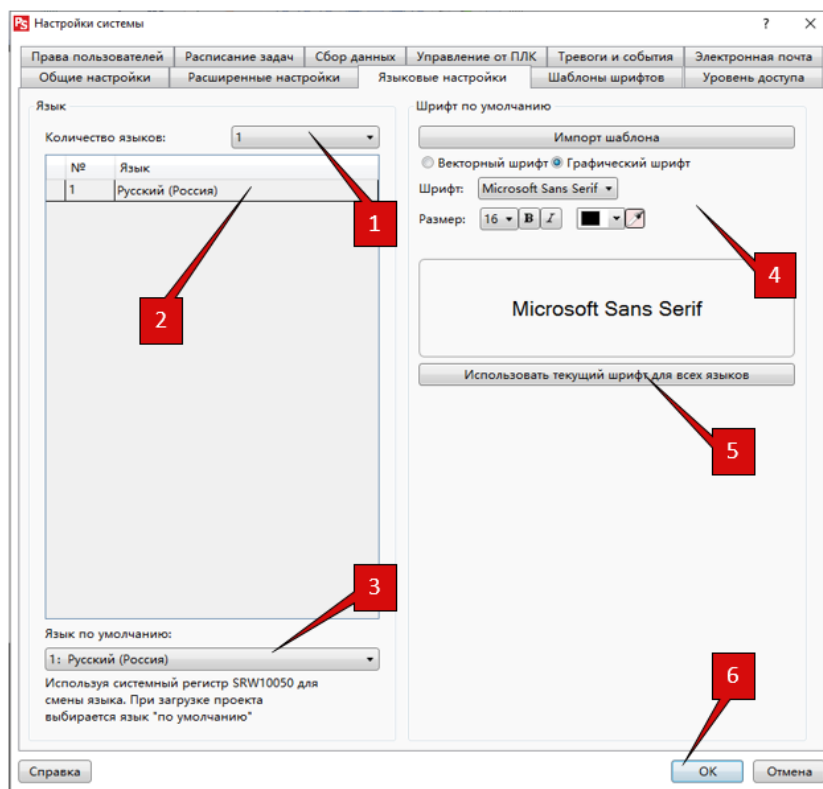 PS Настройки системы ? ×
Права пользователей Расписание задач Сбор данных Управление от ПЛК Тревоги и события Электронная почта
Общие настройки Расширенные настройки Языковые настройки Шаблоны шрифтов Уровень доступа
Язык
Количество языков: 1
№ Язык
1 Русский (Россия)
1
2
3
Язык по умолчанию:
1: Русский (Россия)
Используя системный регистр SRW10050 для
смены языка. При загрузке проекта
выбирается язык "по умолчанию"
Шрифт по умолчанию
Импорт шаблона
Векторный шрифт Графический шрифт
Шрифт: Microsoft Sans Serif
Размер: 16 B I
4
Microsoft Sans Serif
Использовать текущий шрифт для всех языков
5
6
Справка OK Отмена